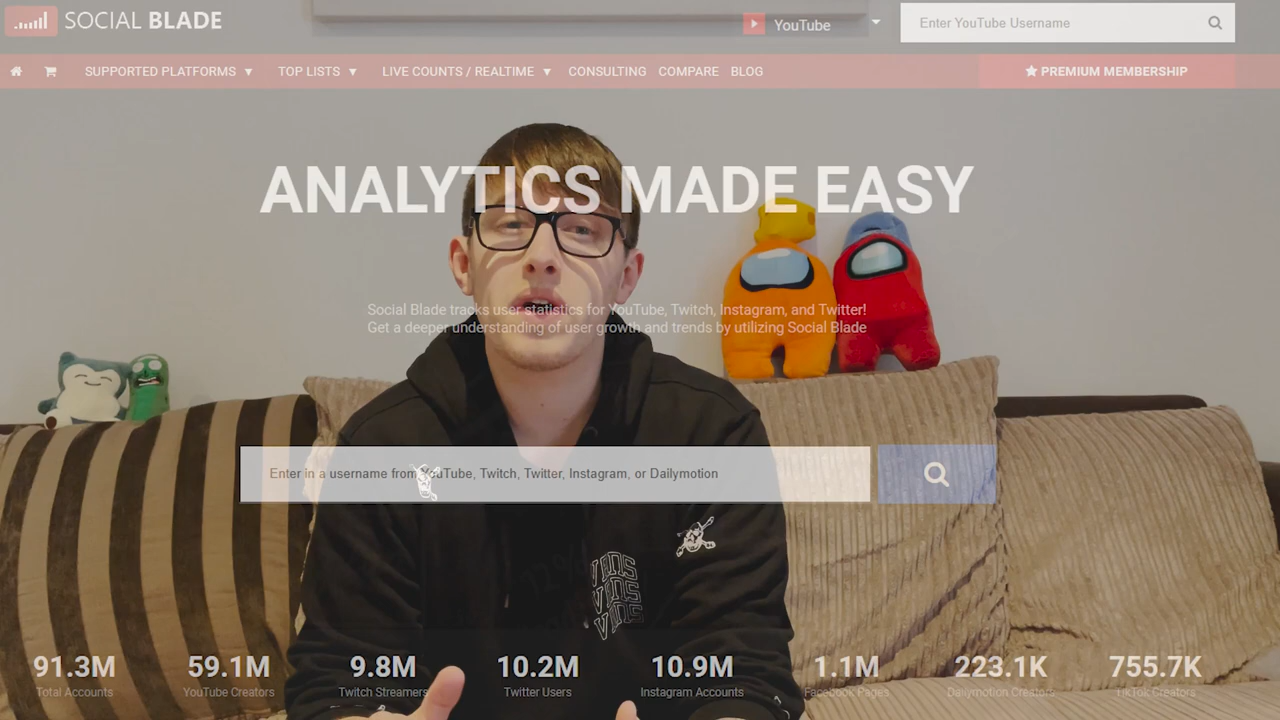 SOCIAL BLADE
YouTube
Enter YouTube Username
SUPPORTED PLATFORMS
TOP LISTS
LIVE COUNTS / REALTIME
CONSULTING
COMPARE
BLOG
PREMIUM MEMBERSHIP
ANALYTICS MADE EASY
Social Blade tracks user statistics for YouTube, Twitch, Instagram, and Twitter!
Get a deeper understanding of user growth and trends by utilizing Social Blade
Enter in a username from YouTube, Twitch, Twitter, Instagram, or Dailymotion
VANS
VANS
VANS
91.3M 59.1M 9.8M 10.2M 10.9M 1.1M 223.1K 755.7K
Total Accounts YouTube Creators Twitch Streamers Twitter Users Instagram Accounts Facebook Pages Dailymotion Creators TikTok Creators